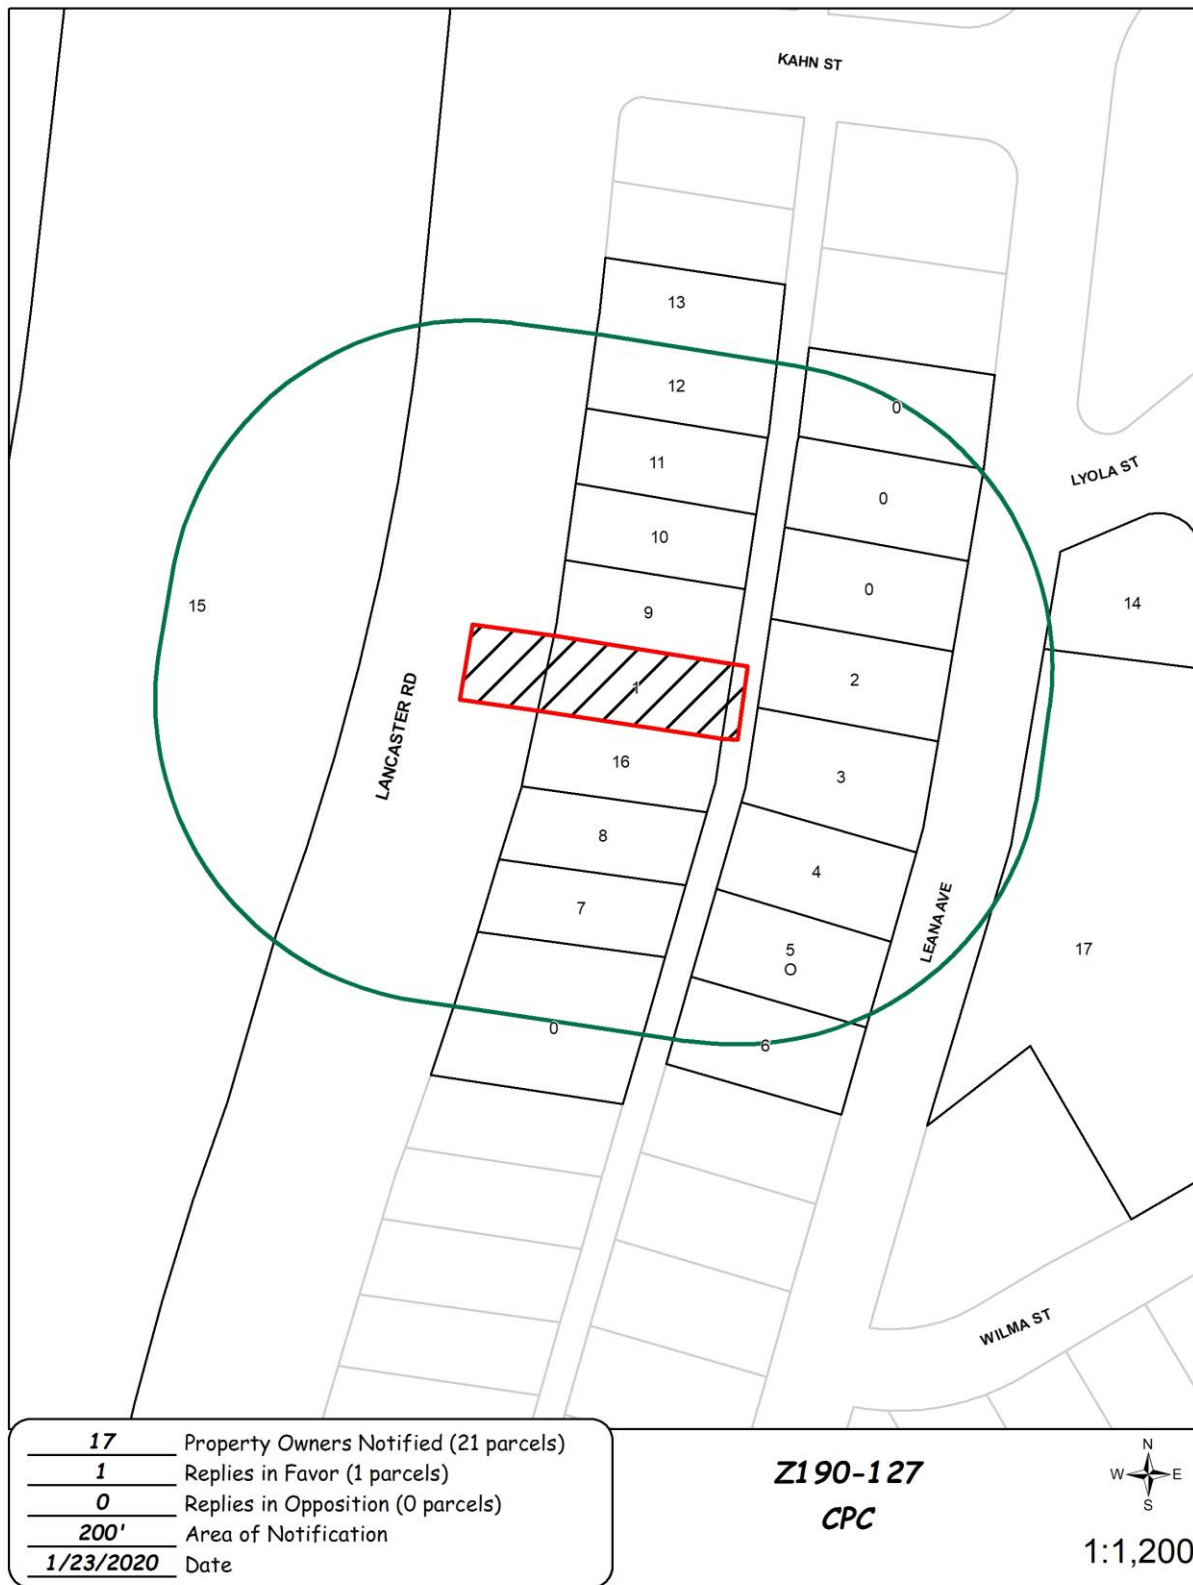 KAHN ST
13
12
0
11
LYOLA ST
0
10
0
15
14
9
2
1
LANCASTER RD
16
3
8
4
7
LEANA AVE
5
O
17
0
6
WILMA ST
17 Property Owners Notified (21 parcels)
1 Replies in Favor (1 parcels)
0 Replies in Opposition (0 parcels)
200' Area of Notification
1/23/2020 Date
Z190-127
CPC
N
W E
S
1:1,200